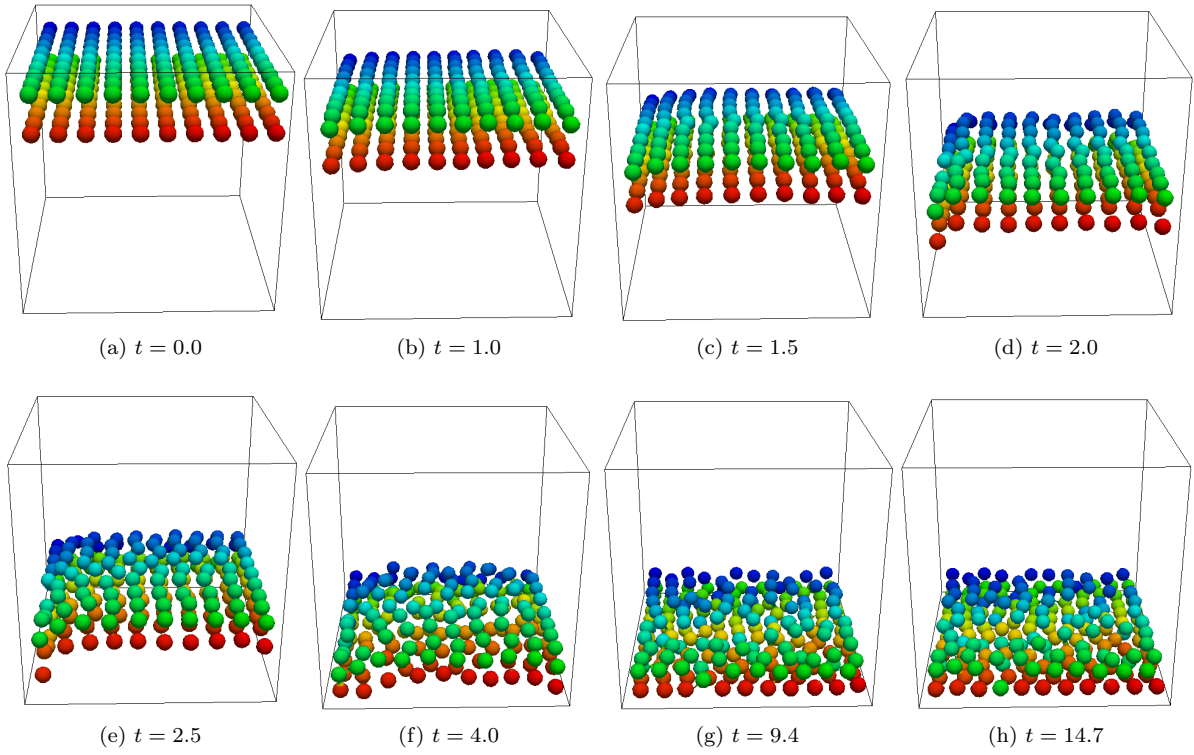 (a) t = 0.0
(b) t = 1.0
(c) t = 1.5
(d) t = 2.0
(e) t = 2.5
(f) t = 4.0
(g) t = 9.4
(h) t = 14.7